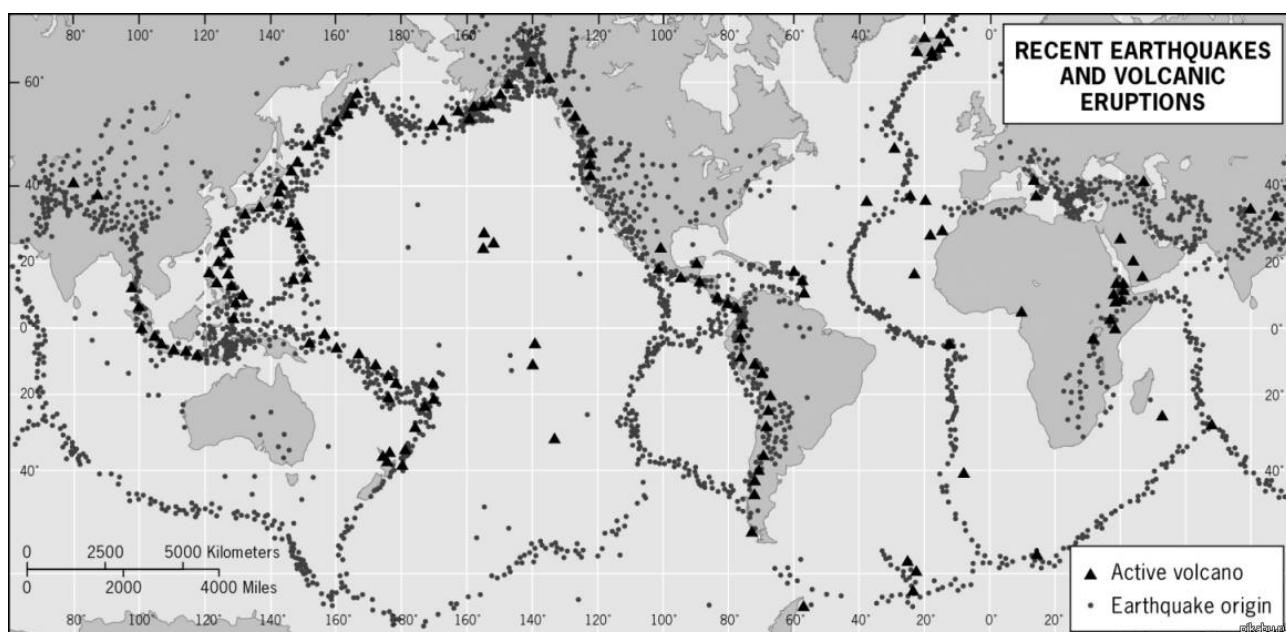 80° 100° 120° 140° 160° 180° 160° 140° 120° 100° 80° 60° 40° 0°
RECENT EARTHQUAKES
AND VOLCANIC
ERUPTIONS
60°
40° 40°
20° 20°
0° 0°
20° 20°
40° 40°
0 2500 5000 Kilometers
0 2000 4000 Miles
Active volcano
Earthquake origin
80° 100° 120° 140° 160° 180° 160° 140° 120° 100° 80° 60° 40° 20° 0° 20°